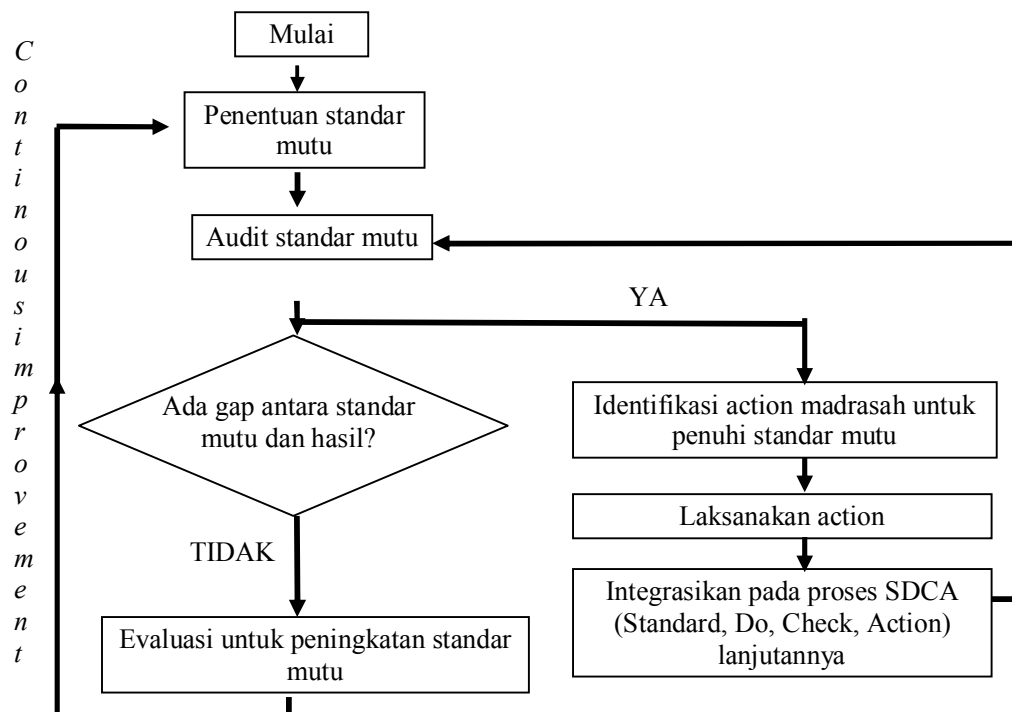 Mulai
Penentuan standar
mutu
Audit standar mutu
YA
Ada gap antara standar
mutu dan hasil?
Identifikasi action madrasah untuk
penuhi standar mutu
Laksanakan action
TIDAK
Integrasikan pada proses SDCA
(Standard, Do, Check, Action)
lanjutannya
Evaluasi untuk peningkatan standar
mutu
C
o
n
t
i
n
o
u
s
i
m
p
r
o
v
e
m
e
n
t